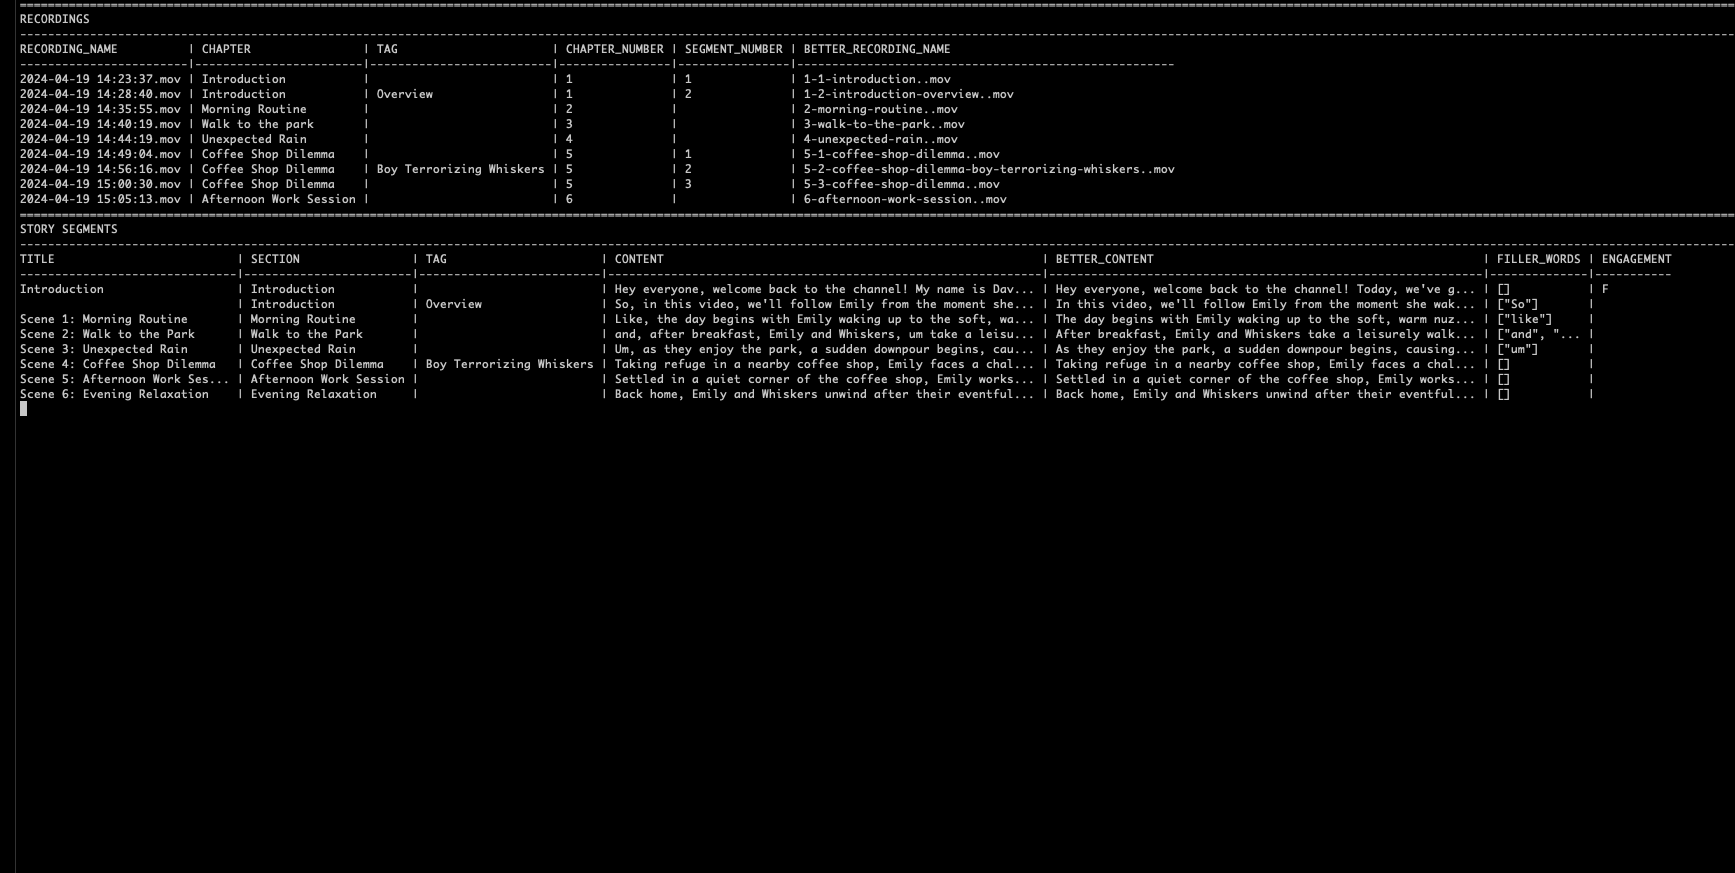 RECORDINGS
RECORDING_NAME | CHAPTER | TAG | CHAPTER_NUMBER | SEGMENT_NUMBER | BETTER_RECORDING_NAME
2024-04-19 14:23:37.mov | Introduction | | 1 | 1 | 1-1-introduction..mov
2024-04-19 14:28:40.mov | Introduction | Overview | 1 | 2 | 1-2-introduction-overview..mov
2024-04-19 14:35:55.mov | Morning Routine | | 2 | | 2-morning-routine..mov
2024-04-19 14:40:19.mov | Walk to the park | | 3 | | 3-walk-to-the-park..mov
2024-04-19 14:44:19.mov | Unexpected Rain | | 4 | | 4-unexpected-rain..mov
2024-04-19 14:49:04.mov | Coffee Shop Dilemma | | 5 | 1 | 5-1-coffee-shop-dilemma..mov
2024-04-19 14:56:16.mov | Coffee Shop Dilemma | Boy Terrorizing Whiskers | 5 | 2 | 5-2-coffee-shop-dilemma-boy-terrorizing-whiskers..mov
2024-04-19 15:00:30.mov | Coffee Shop Dilemma | | 5 | 3 | 5-3-coffee-shop-dilemma..mov
2024-04-19 15:05:13.mov | Afternoon Work Session | | 6 | | 6-afternoon-work-session..mov
STORY SEGMENTS
TITLE | SECTION | TAG | CONTENT | BETTER_CONTENT | FILLER_WORDS | ENGAGEMENT
Introduction | Introduction | | Hey everyone, welcome back to the channel! My name is Dav... | Hey everyone, welcome back to the channel! Today, we've g... | [] | F
| Introduction | Overview | So, in this video, we'll follow Emily from the moment she... | In this video, we'll follow Emily from the moment she wak... | ["So"] |
Scene 1: Morning Routine | Morning Routine | | Like, the day begins with Emily waking up to the soft, wa... | The day begins with Emily waking up to the soft, warm nuz... | ["like"] |
Scene 2: Walk to the Park | Walk to the Park | | and, after breakfast, Emily and Whiskers, um take a leisu... | After breakfast, Emily and Whiskers take a leisurely walk... | ["and", "... |
Scene 3: Unexpected Rain | Unexpected Rain | | Um, as they enjoy the park, a sudden downpour begins, cau... | As they enjoy the park, a sudden downpour begins, causing... | ["um"] |
Scene 4: Coffee Shop Dilemma | Coffee Shop Dilemma | Boy Terrorizing Whiskers | Taking refuge in a nearby coffee shop, Emily faces a chal... | Taking refuge in a nearby coffee shop, Emily faces a chal... | [] |
Scene 5: Afternoon Work Ses... | Afternoon Work Session | | Settled in a quiet corner of the coffee shop, Emily works... | Settled in a quiet corner of the coffee shop, Emily works... | [] |
Scene 6: Evening Relaxation | Evening Relaxation | | Back home, Emily and Whiskers unwind after their eventful... | Back home, Emily and Whiskers unwind after their eventful... | [] |